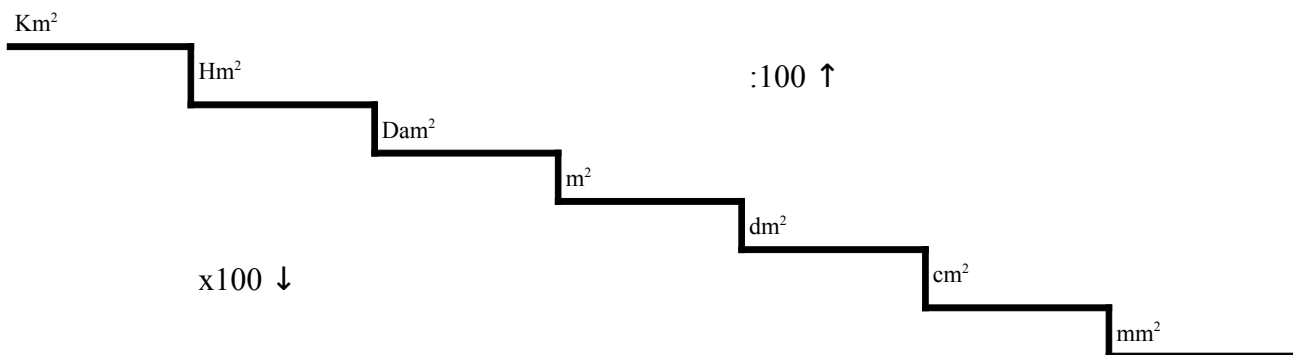 Km²
Hm²
:100 ↑
Dam²
m²
dm²
x100 ↓
cm²
mm²